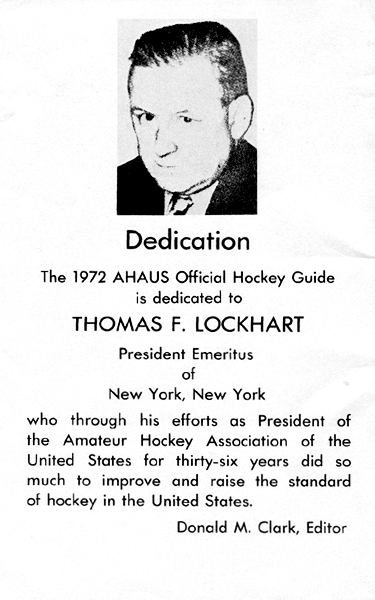 Dedication
The 1972 AHAUS Official Hockey Guide
is dedicated to
THOMAS F. LOCKHART
President Emeritus
of
New York, New York
who through his efforts as President of
the Amateur Hockey Association of the
United States for thirty-six years did so
much to improve and raise the standard
of hockey in the United States.
Donald M. Clark, Editor